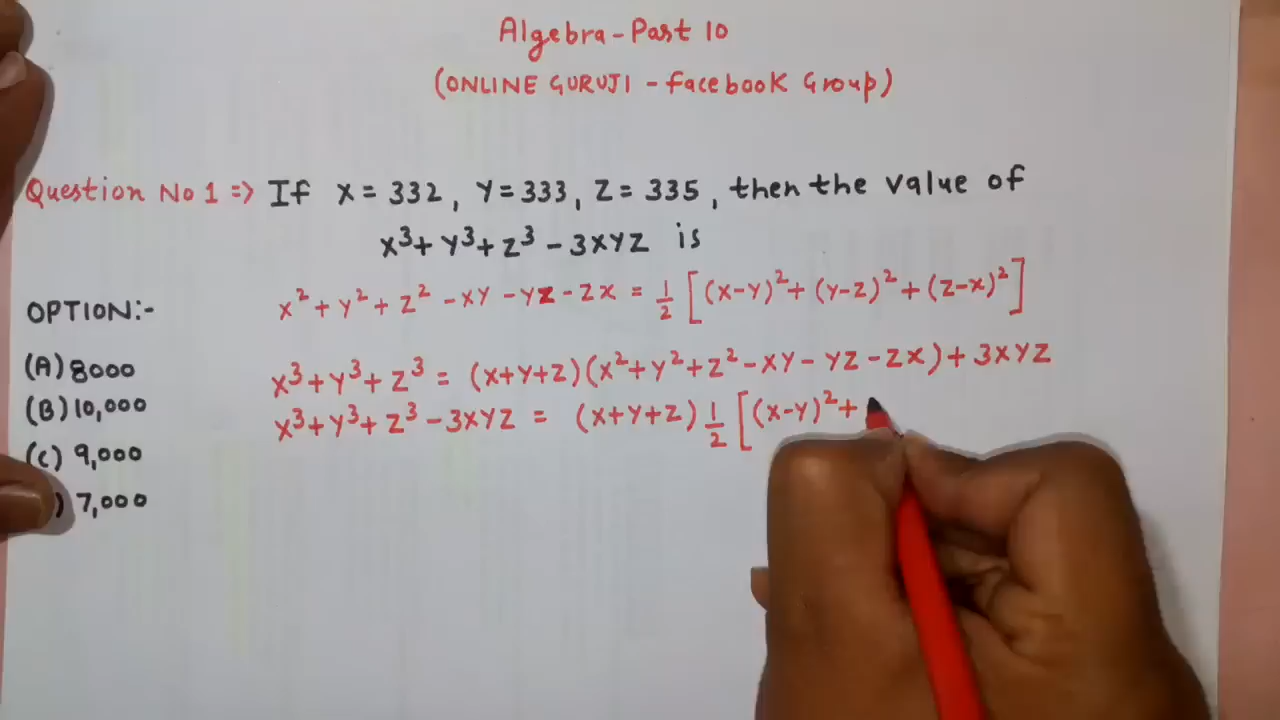 Algebra-Part 10
(ONLINE GURUJI - Facebook Group)
Question No 1 => If X = 332, Y = 333, Z = 335, then the value of
x³ + y³ + z³ - 3XYZ is
x² + y² + z² - xy - yz - zx = 1/2 [(x-y)² + (y-z)² + (z-x)²]
OPTION:-
(A) 8000
(B) 10,000
(C) 9,000
) 7,000
x³ + y³ + z³ = (x+y+z)(x² + y² + z² - xy - yz - zx) + 3xyz
x³ + y³ + z³ - 3xyz = (x+y+z) 1/2 [(x-y)² +